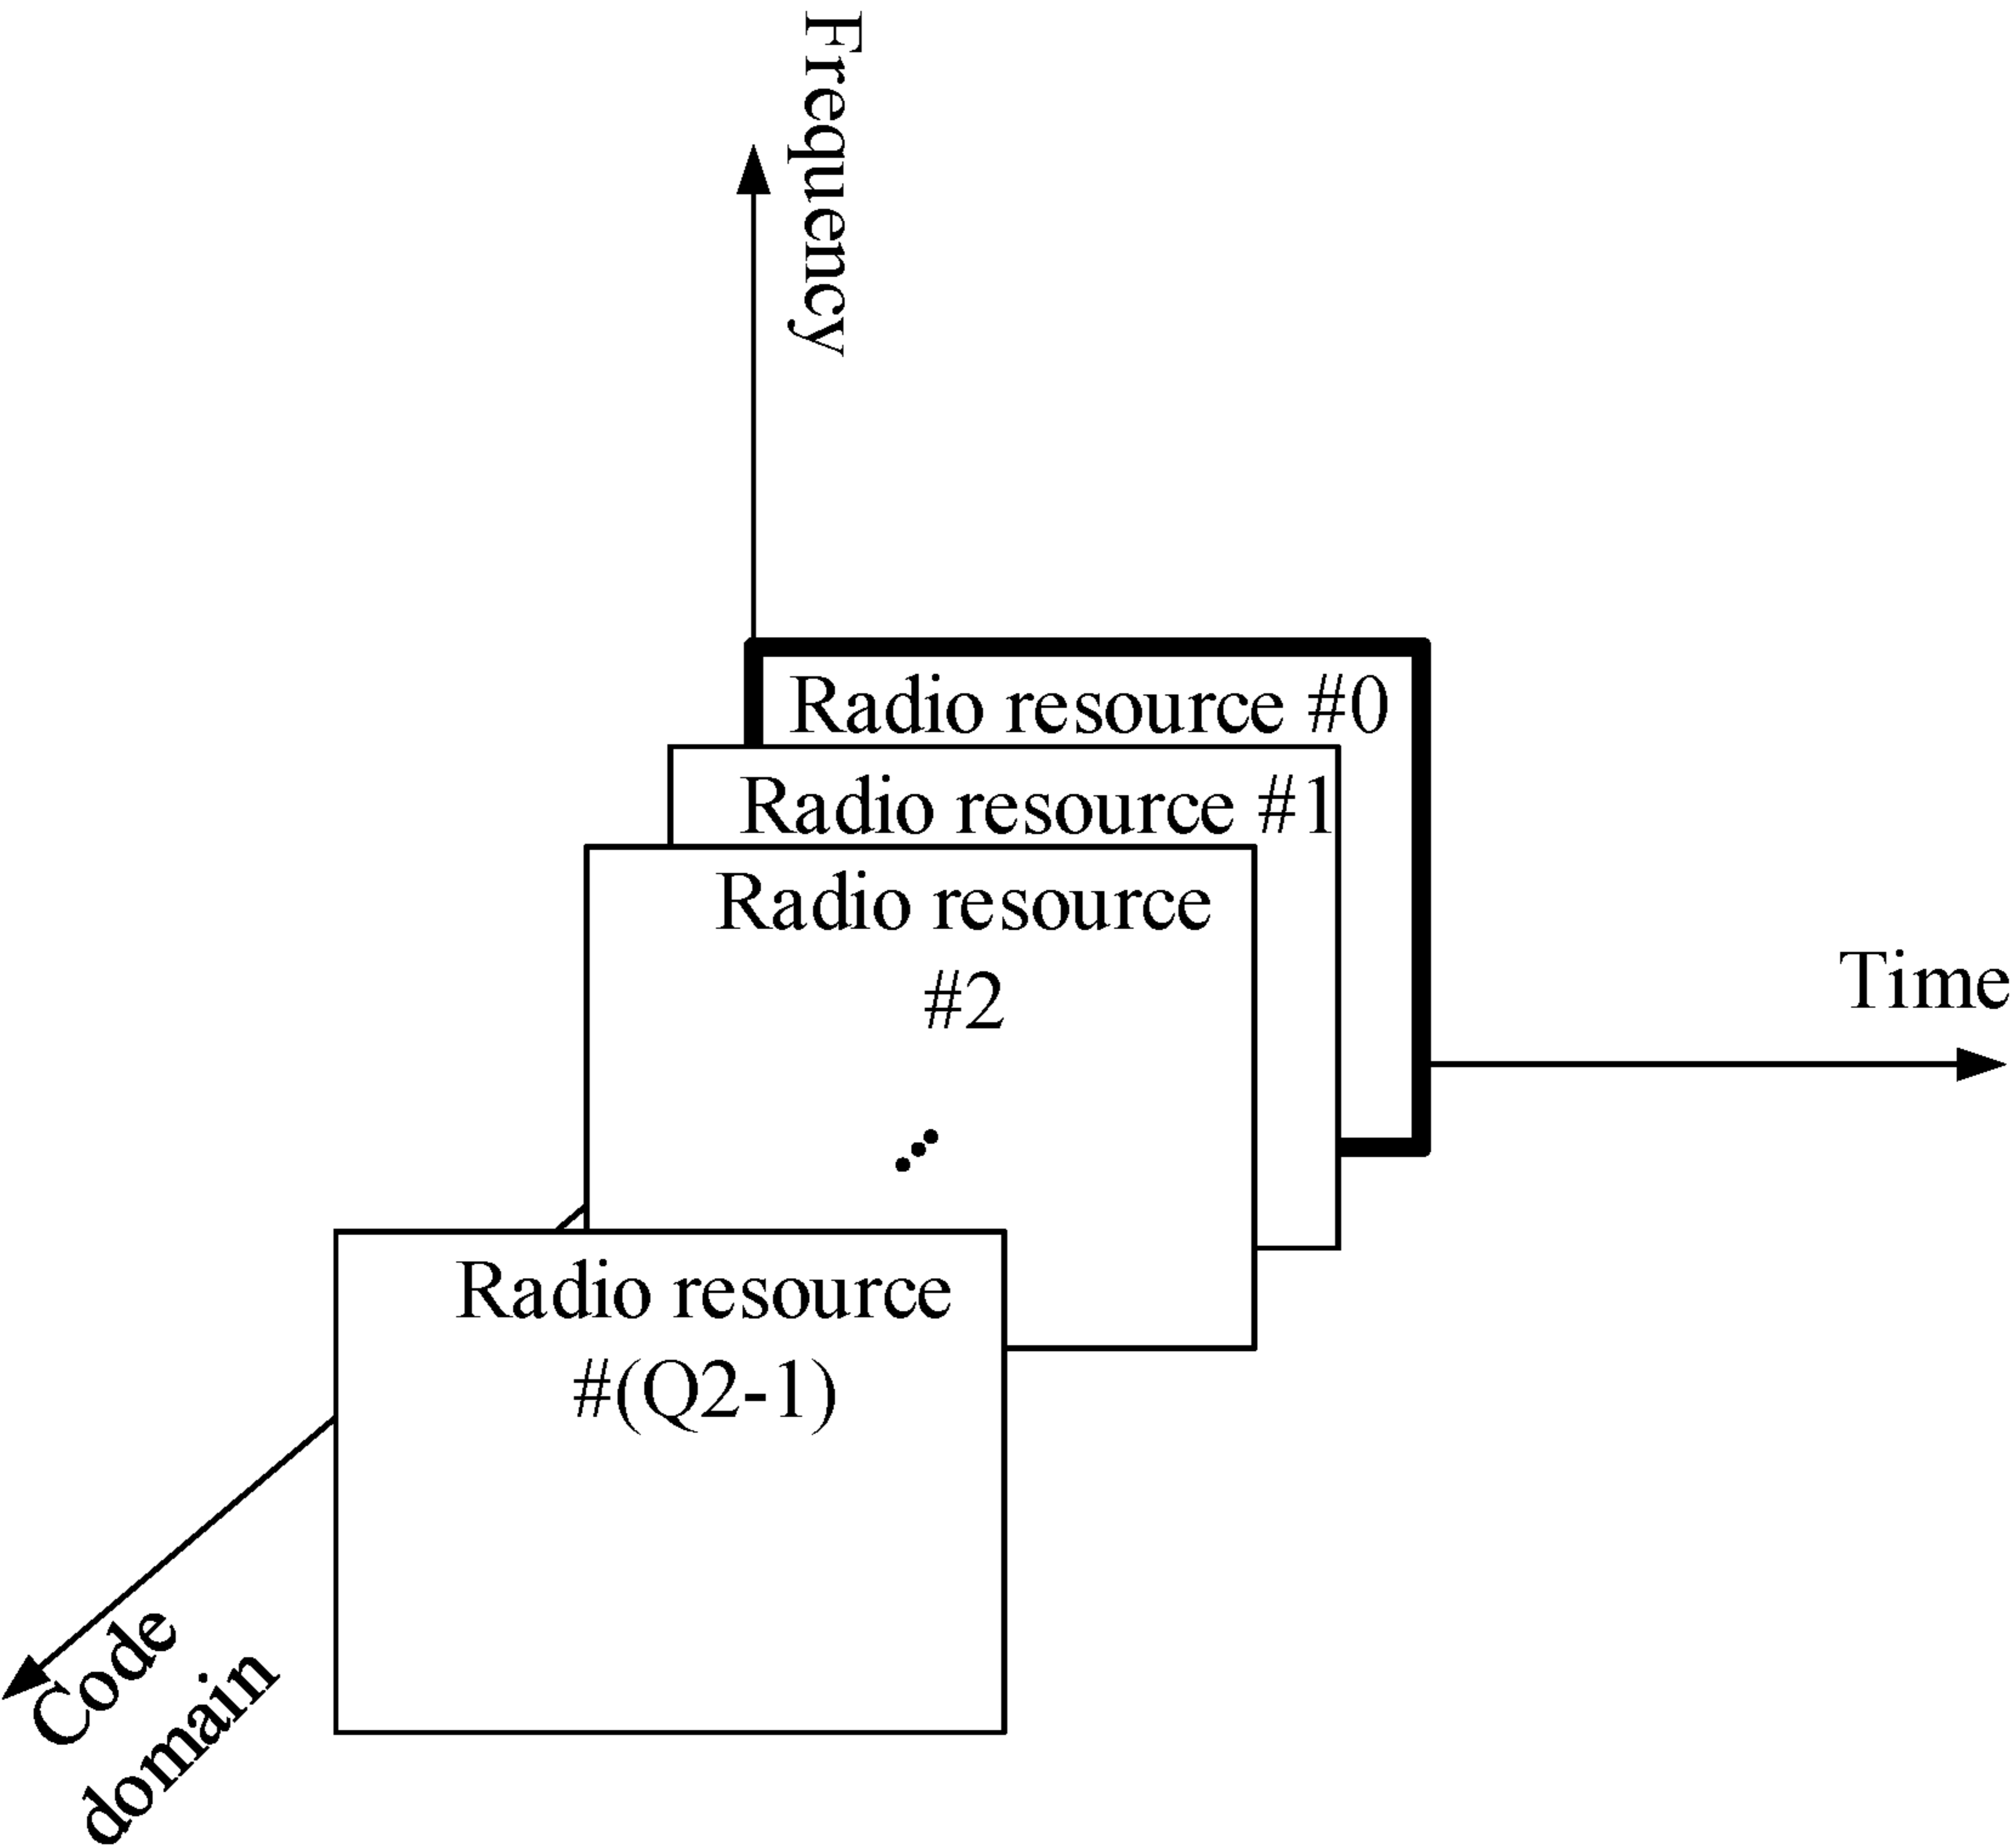 Frequency
Radio resource #0
Radio resource #1
Radio resource
#2
Time
Radio resource
#(Q2-1)
Code
domain